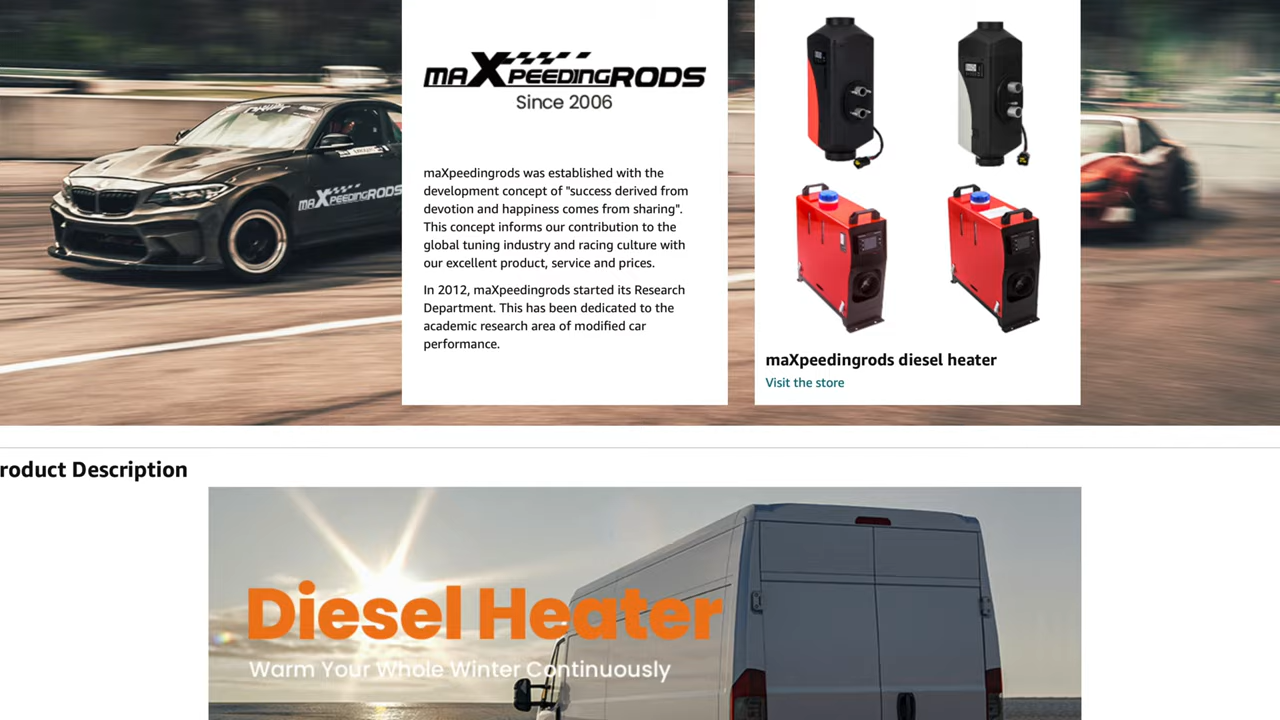 maXpeedingRODS
Since 2006
maXpeedingrods was established with the
development concept of "success derived from
devotion and happiness comes from sharing".
This concept informs our contribution to the
global tuning industry and racing culture with
our excellent product, service and prices.
In 2012, maXpeedingrods started its Research
Department. This has been dedicated to the
academic research area of modified car
performance.
maXpeedingRODS
maXpeedingrods diesel heater
Visit the store
roduct Description
Diesel Heater
Warm Your Whole Winter Continuously